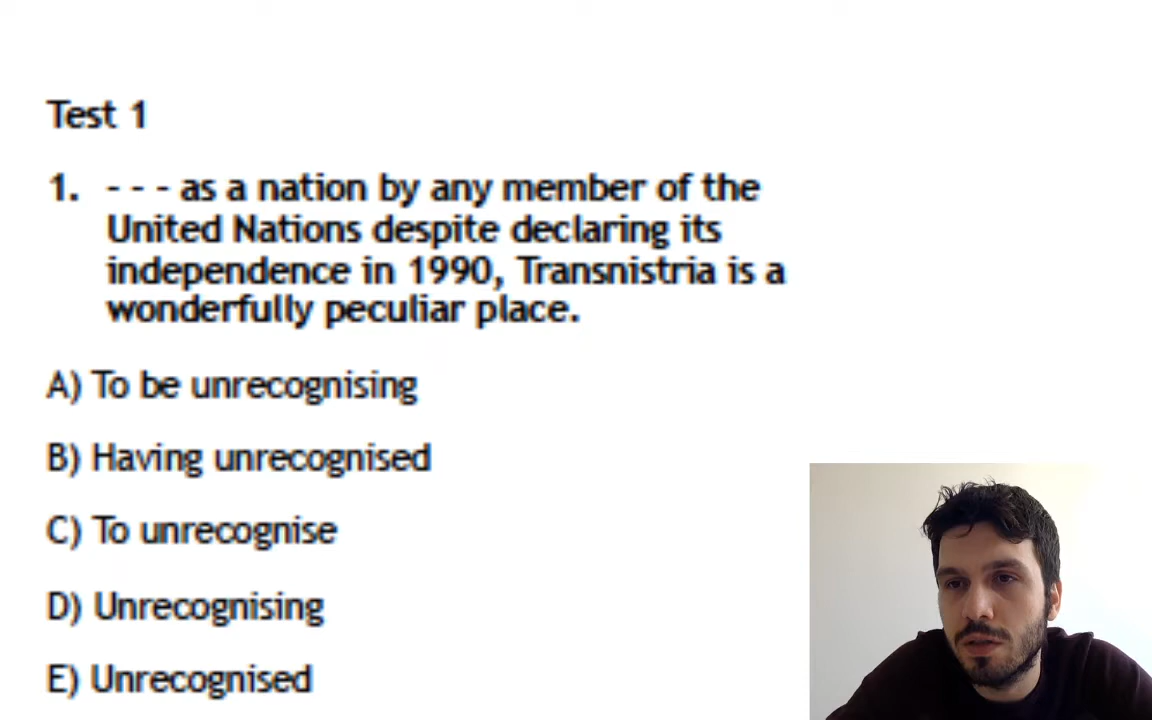 Test 1
1. - - - as a nation by any member of the
United Nations despite declaring its
independence in 1990, Transnistria is a
wonderfully peculiar place.
A) To be unrecognising
B) Having unrecognised
C) To unrecognise
D) Unrecognising
E) Unrecognised